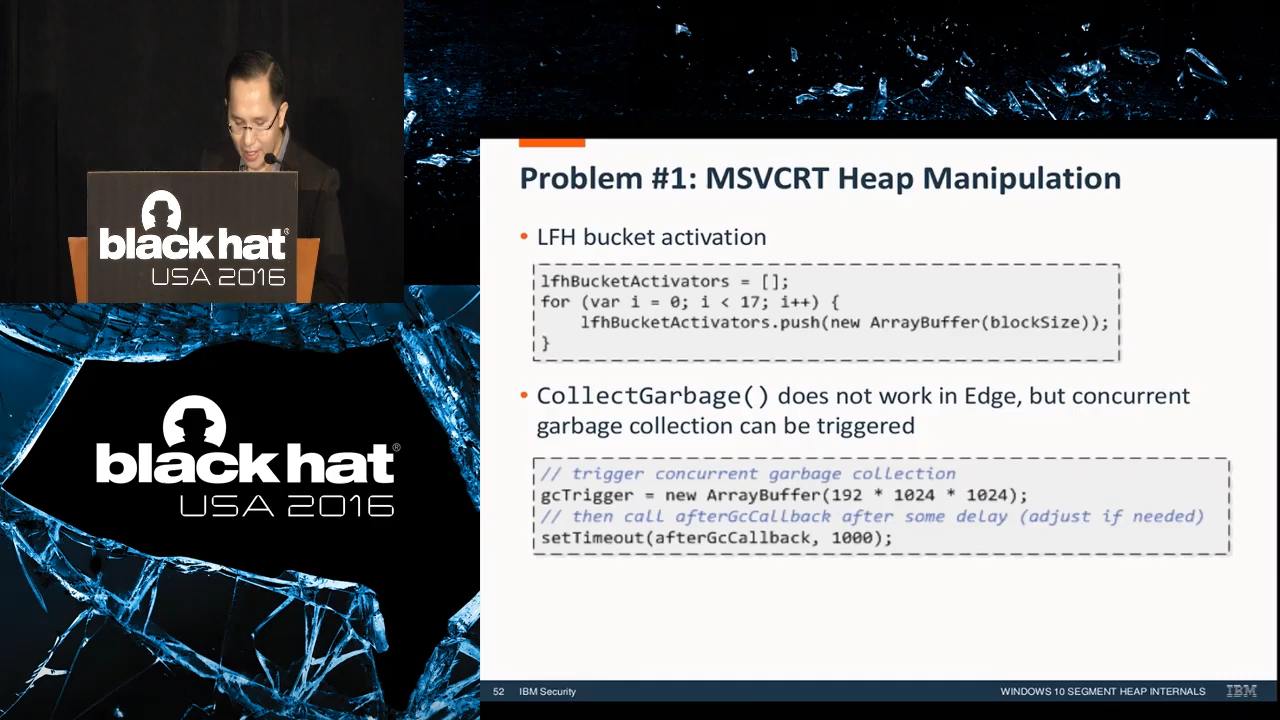 black hat®
USA 2016
black hat®
USA 2016
Problem #1: MSVCRT Heap Manipulation
• LFH bucket activation
lfhBucketActivators = [];
for (var i = 0; i < 17; i++) {
    lfhBucketActivators.push(new ArrayBuffer(blockSize));
}
• CollectGarbage() does not work in Edge, but concurrent
garbage collection can be triggered
// trigger concurrent garbage collection
gcTrigger = new ArrayBuffer(192 * 1024 * 1024);
// then call afterGcCallback after some delay (adjust if needed)
setTimeout(afterGcCallback, 1000);
52 IBM Security WINDOWS 10 SEGMENT HEAP INTERNALS IBM